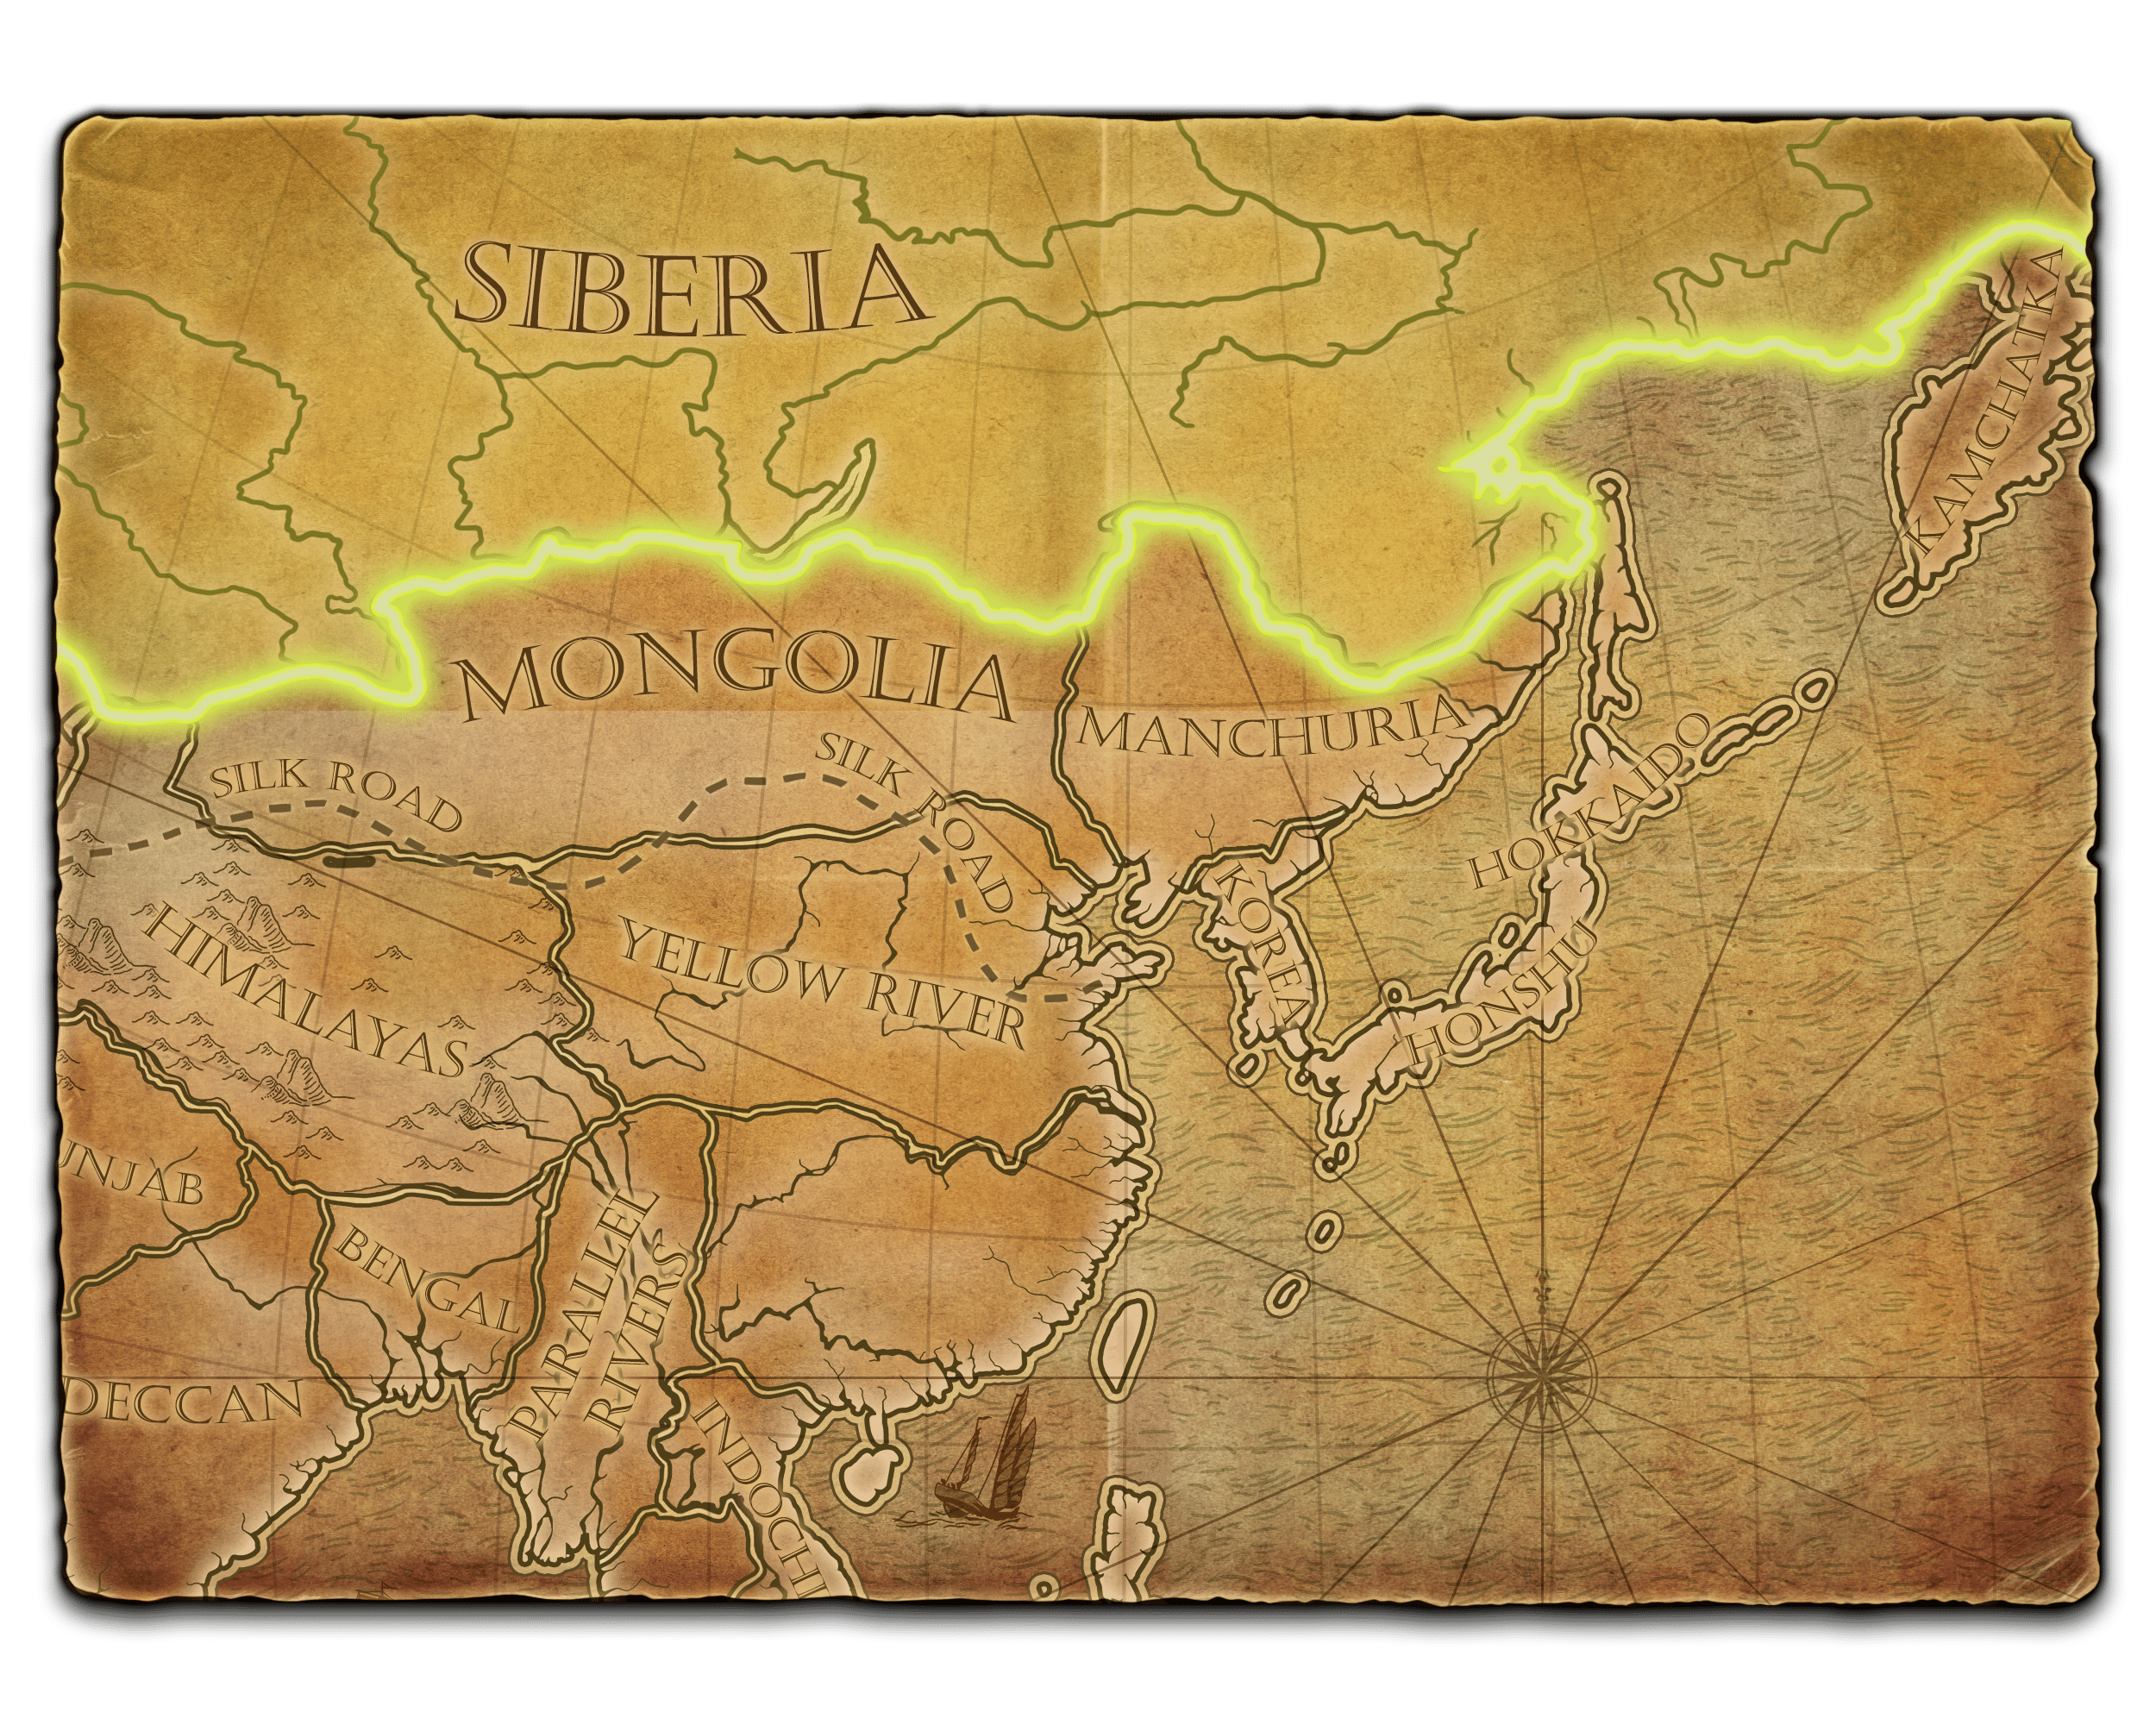 SIBERIA
KAMCHATKA
MONGOLIA
MANCHURIA
SILK ROAD
SILK ROAD
HOKKAIDO
HIMALAYAS
YELLOW RIVER
KOREA
HONSHU
UNJAB
BENGAL
PARALLEL
RIVERS
DECCAN
INDOCHI